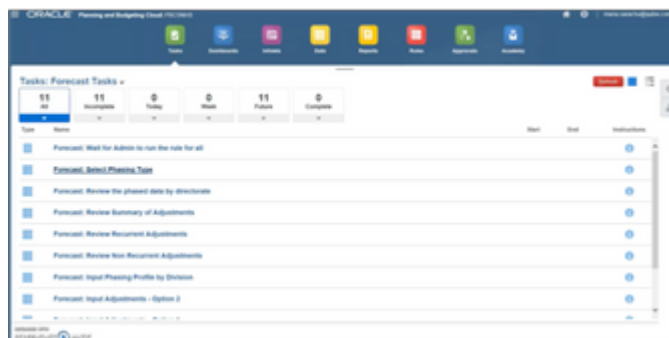 ORACLE Planning and Budgeting Cloud
Tasks Dashboards Initiate Data Reports Rules Approvals Academy
Tasks: Forecast Tasks
11 11 0 0 11 0
All Incomplete Today Week Future Complete
Type Name Start End Instructions
Forecast: Wait for Admin to run the rule for all
Forecast: Select Phasing Type
Forecast: Review the phased data by directorate
Forecast: Review Summary of Adjustments
Forecast: Review Recurrent Adjustments
Forecast: Review Non Recurrent Adjustments
Forecast: Input Phasing Profile by Division
Forecast: Input Adjustments - Option 2